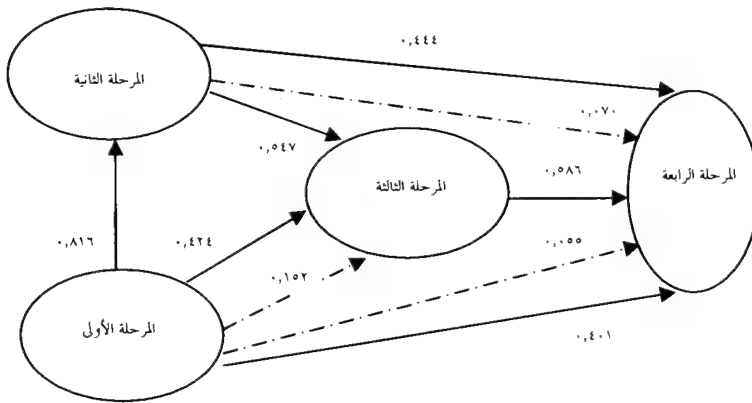 ٠,٤٤٤
المرحلة الثانية
٠,٠٧٠
٠,٥٤٧
المرحلة الثالثة
٠,٥٨٦
المرحلة الرابعة
٠,٨١٦
٠,٤٢٤
٠,٠٥٥
٠,١٥٢
المرحلة الأولى
٠,٤٠١